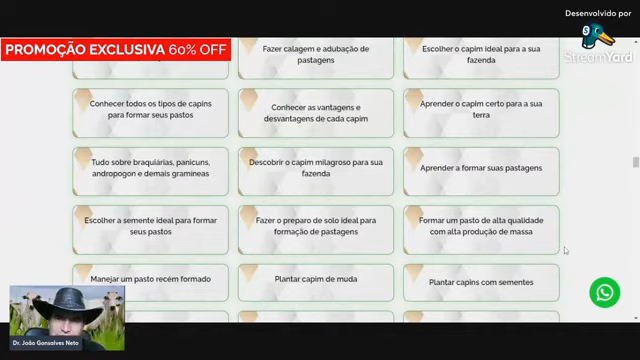 Desenvolvido por
StreamYard
PROMOÇÃO EXCLUSIVA 60% OFF
Fazer calagem e adubação de
pastagens
Escolher o capim ideal para a sua
fazenda
Conhecer todos os tipos de capins
para formar seus pastos
Conhecer as vantagens e
desvantagens de cada capim
Aprender o capim certo para a sua
terra
Tudo sobre braquiárias, panicuns,
andropogon e demais gramíneas
Descobrir o capim milagroso para sua
fazenda
Aprender a formar suas pastagens
Escolher a semente ideal para formar
seus pastos
Fazer o preparo de solo ideal para
formação de pastagens
Formar um pasto de alta qualidade
com alta produção de massa
Manejar um pasto recém formado
Plantar capim de muda
Plantar capins com sementes
Dr. João Gonsalves Neto